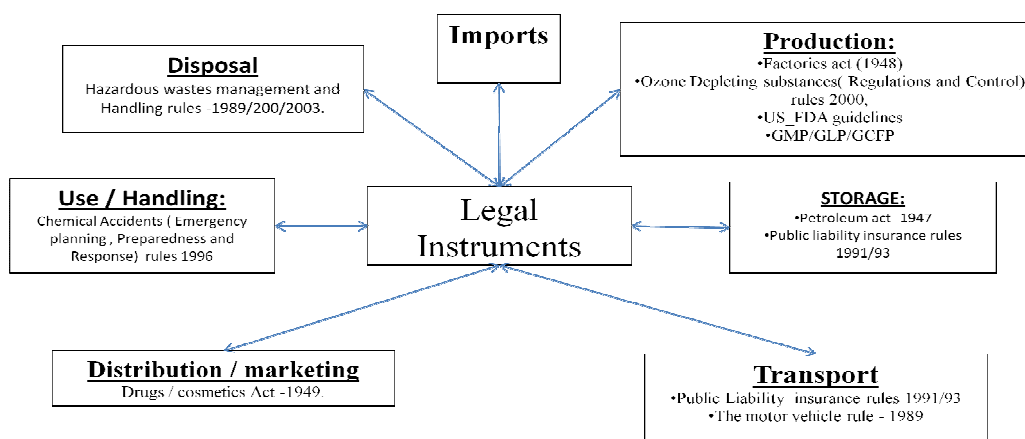 Imports
Production:
•Factories act (1948)
•Ozone Depleting substances( Regulations and Control)
rules 2000,
•US_FDA guidelines
•GMP/GLP/GCFP
Disposal
Hazardous wastes management and
Handling rules -1989/200/2003.
Use / Handling:
Chemical Accidents ( Emergency
planning , Preparedness and
Response) rules 1996
Legal
Instruments
STORAGE:
•Petroleum act 1947
•Public liability insurance rules
1991/93
Distribution / marketing
Drugs / cosmetics Act -1949.
Transport
•Public Liability insurance rules 1991/93
•The motor vehicle rule - 1989